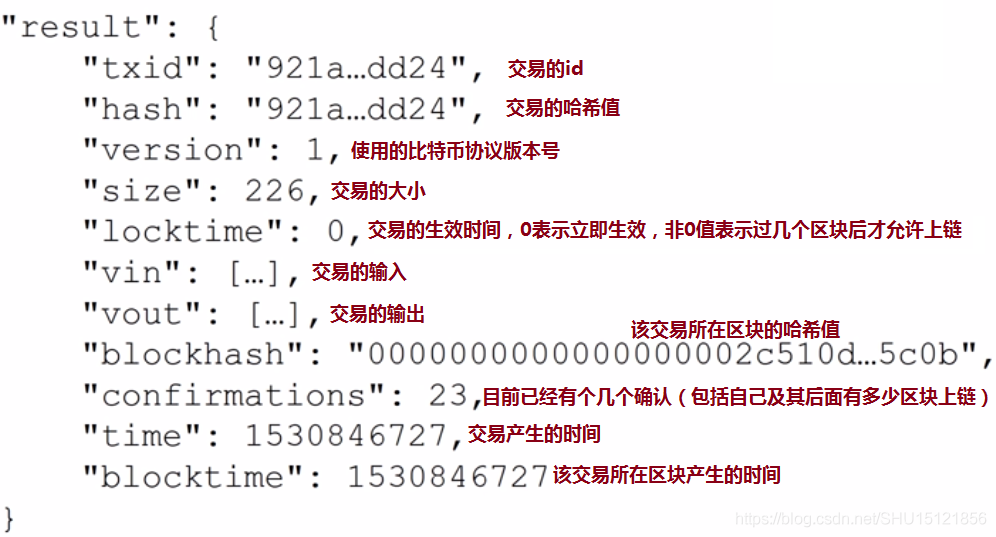 "result": {
"txid": "921a…dd24", 交易的id
"hash": "921a…dd24", 交易的哈希值
"version": 1, 使用的比特币协议版本号
"size": 226, 交易的大小
"locktime": 0, 交易的生效时间，0表示立即生效，非0值表示过几个区块后才允许上链
"vin": […], 交易的输入
"vout": […], 交易的输出
该交易所在区块的哈希值
"blockhash": "0000000000000000002c510d…5c0b",
"confirmations": 23, 目前已经有个几个确认（包括自己及其后面有多少区块上链）
"time": 1530846727, 交易产生的时间
"blocktime": 1530846727 该交易所在区块产生的时间
}
https://blog.csdn.net/SHU15121856